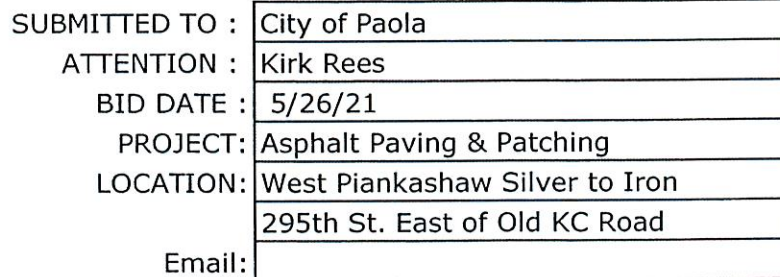 SUBMITTED TO : City of Paola
ATTENTION : Kirk Rees
BID DATE : 5/26/21
PROJECT: Asphalt Paving & Patching
LOCATION: West Piankashaw Silver to Iron
295th St. East of Old KC Road
Email: